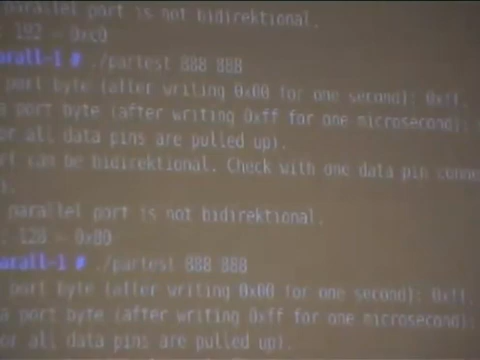 parallel port is not bidirektional.
: 192 - 0xc0
arall-1 # ./partest 888 888
port byte (after writing 0x00 for one second): 0xff.
a port byte (after writing 0xff for one microsecond):
or all data pins are pulled up).
rt can be bidirektional. Check with one data pin conne
).
parallel port is not bidirektional.
: 128 - 0x80
arall-1 # ./partest 888 888
port byte (after writing 0x00 for one second): 0xff.
a port byte (after writing 0xff for one microsecond):
or all data pins are pulled up).